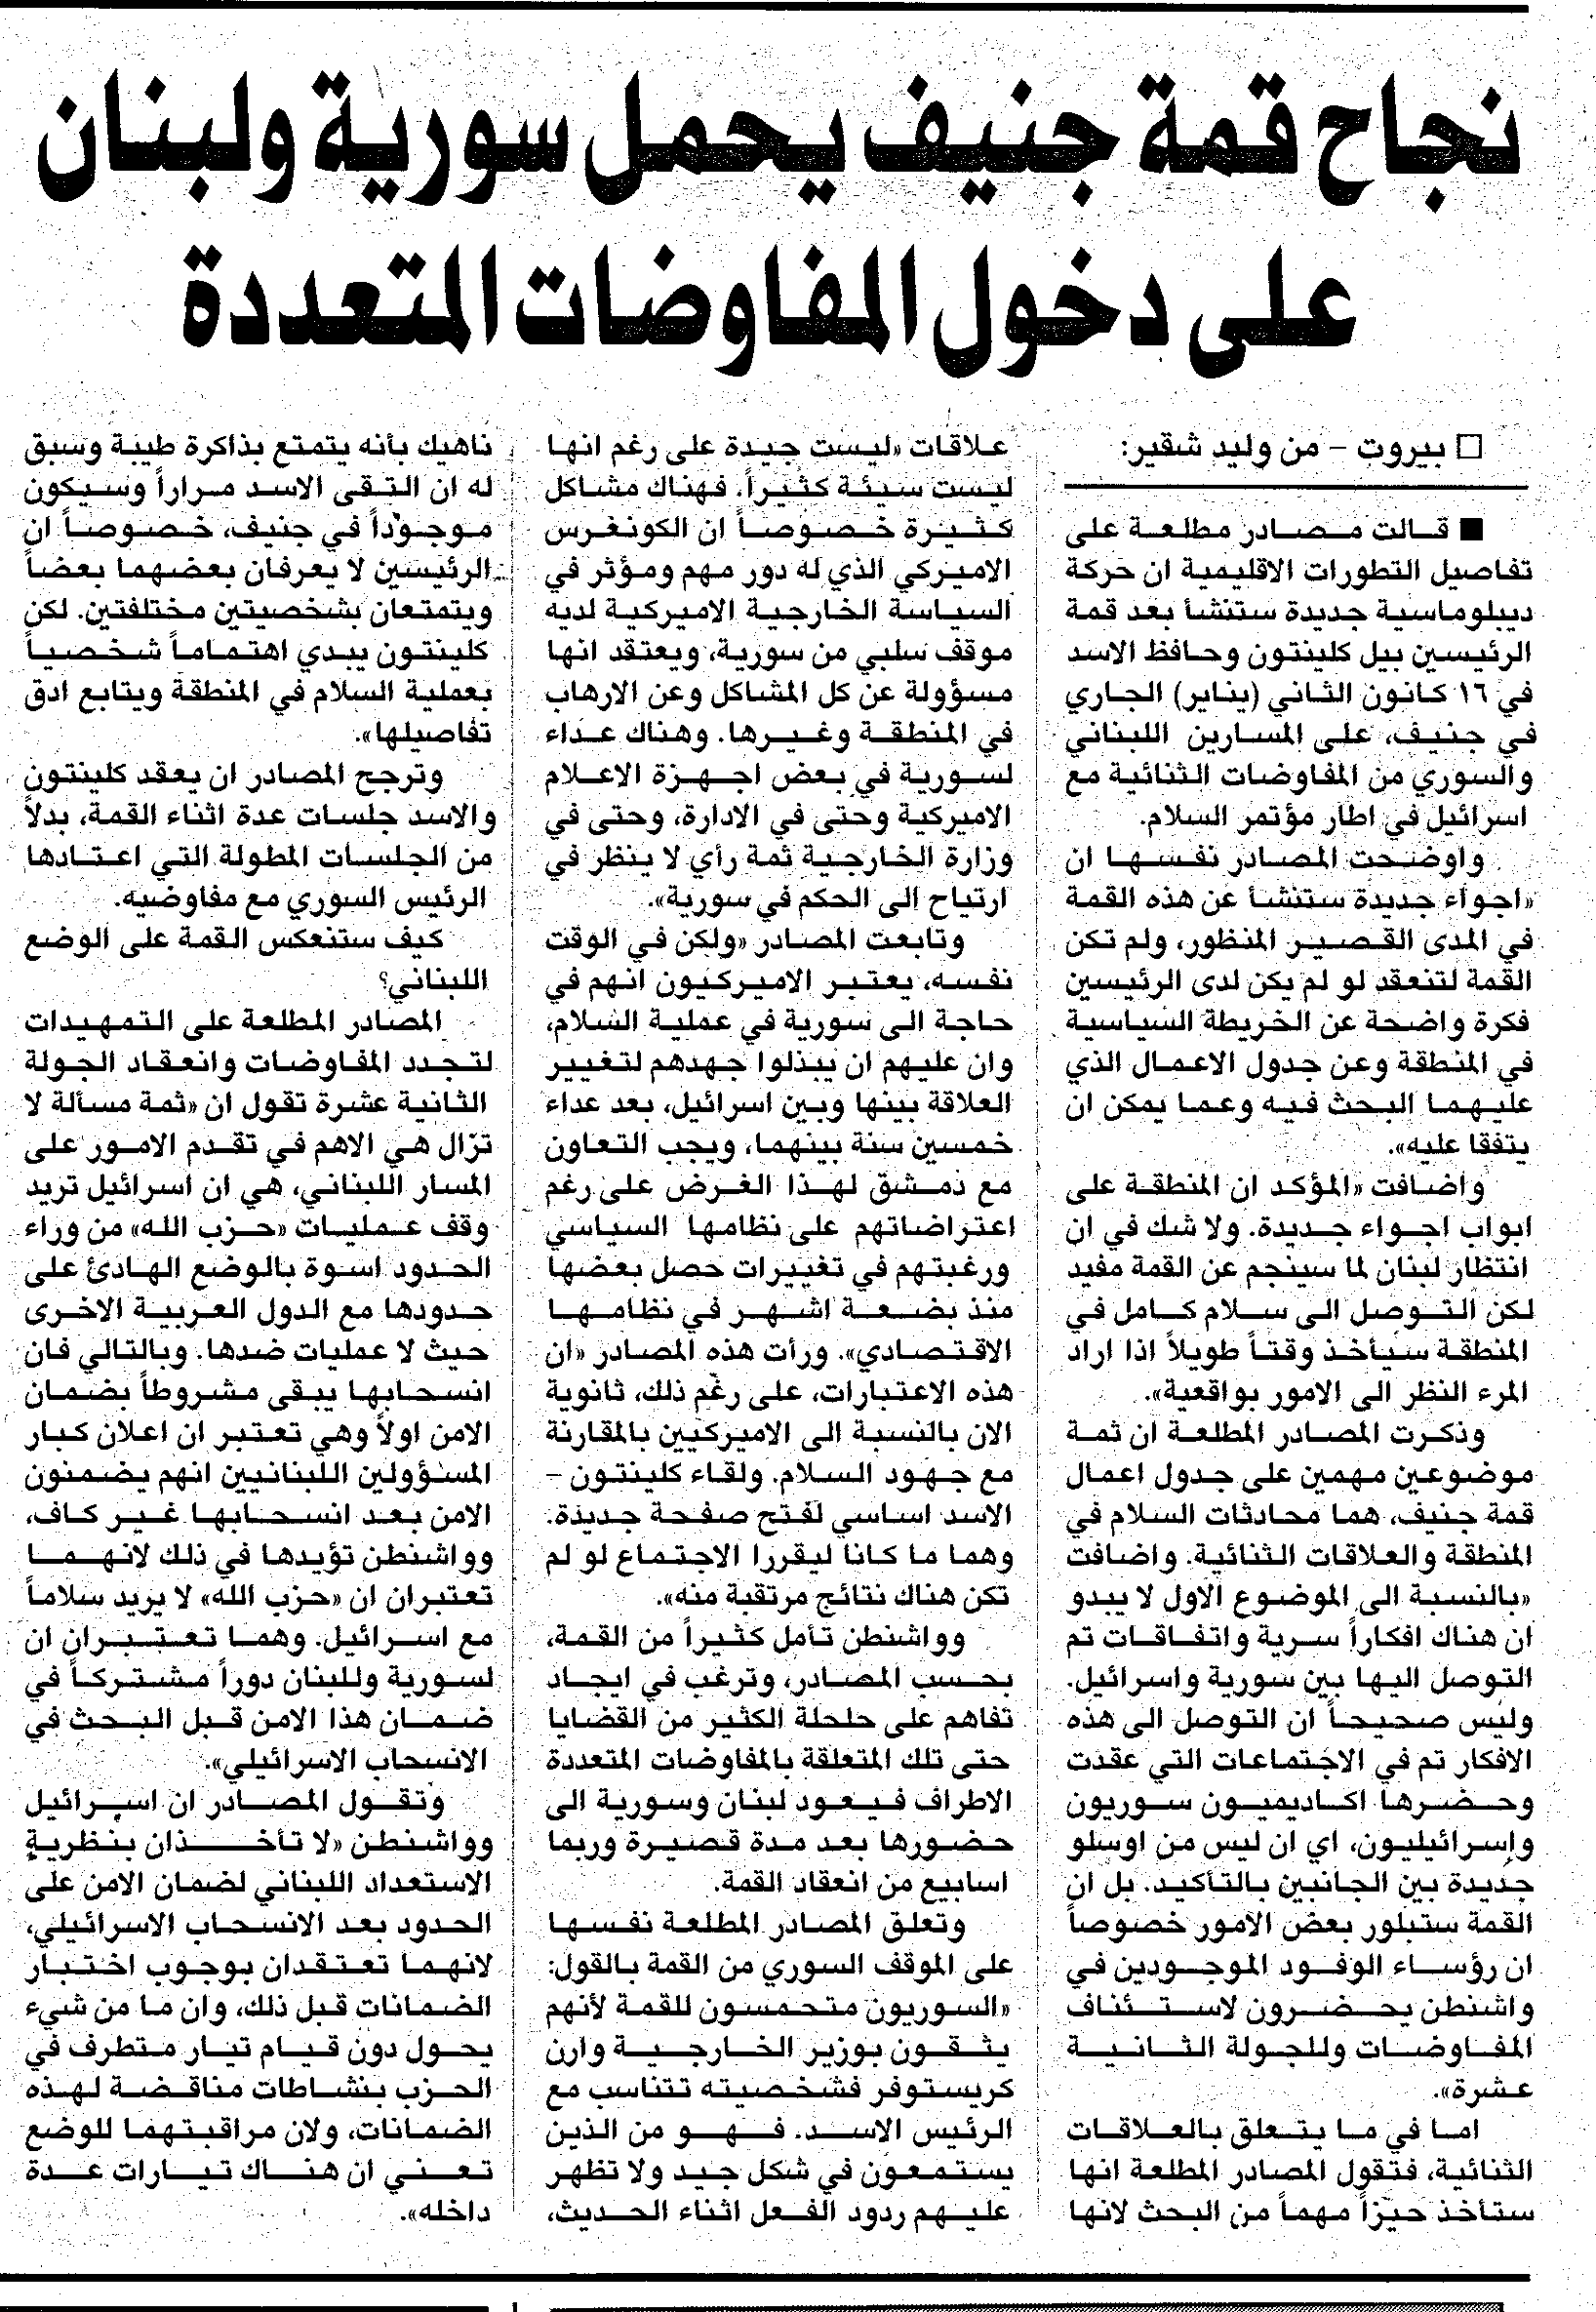 نجاح قمة جنيف يحمل سورية ولبنان
على دخول المفاوضات المتعددة
□ بيروت – من وليد شقير:
■ قالت مصادر مطلعة على
تفاصيل التطورات الاقليمية ان حركة
ديبلوماسية جديدة ستنشأ بعد قمة
الرئيسين بيل كلينتون وحافظ الاسد
في ١٦ كانون الثاني (يناير) الجاري
في جنيف، على المسارين اللبناني
والسوري من المفاوضات الثنائية مع
اسرائيل في اطار مؤتمر السلام.
واوضحت المصادر نفسها ان
«اجواء جديدة ستنشأ عن هذه القمة
في المدى القصير المنظور، ولم تكن
القمة لتنعقد لو لم يكن لدى الرئيسين
فكرة واضحة عن الخريطة السياسية
في المنطقة وعن جدول الاعمال الذي
عليهما البحث فيه وعما يمكن ان
يتفقا عليه».
واضافت «المؤكد ان المنطقة على
ابواب اجواء جديدة. ولا شك في ان
انتظار لبنان لما سينجم عن القمة مفيد
لكن التوصل الى سلام كامل في
المنطقة سيأخذ وقتاً طويلاً اذا اراد
المرء النظر الى الامور بواقعية».
وذكرت المصادر المطلعة ان ثمة
موضوعين مهمين على جدول اعمال
قمة جنيف، هما محادثات السلام في
المنطقة والعلاقات الثنائية. واضافت
«بالنسبة الى الموضوع الاول لا يبدو
ان هناك افكاراً سرية واتفاقات تم
التوصل اليها بين سورية واسرائيل.
وليس صحيحاً ان التوصل الى هذه
الافكار تم في الاجتماعات التي عقدت
وحضرها اكاديميون سوريون
وإسرائيليون، اي ان ليس من اوسلو
جديدة بين الجانبين بالتأكيد. بل ان
القمة ستبلور بعض الامور خصوصاً
ان رؤساء الوفود الموجودين في
واشنطن يحضرون لاستئناف
المفاوضات وللجولة الثانية
عشرة».
اما في ما يتعلق بالعلاقات
الثنائية، فتقول المصادر المطلعة انها
ستأخذ حيّزاً مهماً من البحث لانها
علاقات «ليست جيدة على رغم انها
ليست سيئة كثيراً. فهناك مشاكل
كثيرة خصوصاً ان الكونغرس
الاميركي الذي له دور مهم ومؤثر في
السياسة الخارجية الاميركية لديه
موقف سلبي من سورية، ويعتقد انها
مسؤولة عن كل المشاكل وعن الارهاب
في المنطقة وغيرها. وهناك عداء
لسورية في بعض اجهزة الاعلام
الاميركية وحتى في الادارة، وحتى في
وزارة الخارجية ثمة رأي لا ينظر في
ارتياح الى الحكم في سورية».
وتابعت المصادر «ولكن في الوقت
نفسه، يعتبر الاميركيون انهم في
حاجة الى سورية في عملية السلام،
وان عليهم ان يبذلوا جهدهم لتغيير
العلاقة بينها وبين اسرائيل، بعد عداء
خمسين سنة بينهما، ويجب التعاون
مع دمشق لهذا الغرض على رغم
اعتراضاتهم على نظامها السياسي
ورغبتهم في تغييرات حصل بعضها
منذ بضعة اشهر في نظامها
الاقتصادي». ورأت هذه المصادر «ان
هذه الاعتبارات، على رغم ذلك، ثانوية
الان بالنسبة الى الاميركيين بالمقارنة
مع جهود السلام. ولقاء كلينتون –
الاسد اساسي لفتح صفحة جديدة.
وهما ما كانا ليقررا الاجتماع لو لم
تكن هناك نتائج مرتقبة منه».
وواشنطن تأمل كثيراً من القمة،
بحسب المصادر، وترغب في ايجاد
تفاهم على حلحلة الكثير من القضايا
حتى تلك المتعلقة بالمفاوضات المتعددة
الاطراف فيعود لبنان وسورية الى
حضورها بعد مدة قصيرة وربما
اسابيع من انعقاد القمة.
وتعلق المصادر المطلعة نفسها
على الموقف السوري من القمة بالقول:
«السوريون متحمسون للقمة لأنهم
يثقون بوزير الخارجية وارن
كريستوفر فشخصيته تتناسب مع
الرئيس الاسد. فهو من الذين
يستمعون في شكل جيد ولا تظهر
عليهم ردود الفعل اثناء الحديث،
ناهيك بأنه يتمتع بذاكرة طيبة وسبق
له ان التقى الاسد مراراً وسيكون
موجوداً في جنيف، خصوصاً ان
الرئيسين لا يعرفان بعضهما بعضاً
ويتمتعان بشخصيتين مختلفتين. لكن
كلينتون يبدي اهتماماً شخصياً
بعملية السلام في المنطقة ويتابع ادق
تفاصيلها».
وترجح المصادر ان يعقد كلينتون
والاسد جلسات عدة اثناء القمة، بدلاً
من الجلسات المطولة التي اعتادها
الرئيس السوري مع مفاوضيه.
كيف ستنعكس القمة على الوضع
اللبناني؟
المصادر المطلعة على التمهيدات
لتجدد المفاوضات وانعقاد الجولة
الثانية عشرة تقول ان «ثمة مسألة لا
تزال هي الاهم في تقدم الامور على
المسار اللبناني، هي ان اسرائيل تريد
وقف عمليات «حزب الله» من وراء
الحدود اسوة بالوضع الهادئ على
حدودها مع الدول العربية الاخرى
حيث لا عمليات ضدها. وبالتالي فان
انسحابها يبقى مشروطاً بضمان
الامن اولاً وهي تعتبر ان اعلان كبار
المسؤولين اللبنانيين انهم يضمنون
الامن بعد انسحابها غير كاف،
وواشنطن تؤيدها في ذلك لانهما
تعتبران ان «حزب الله» لا يريد سلاماً
مع اسرائيل. وهما تعتبران ان
لسورية وللبنان دوراً مشتركاً في
ضمان هذا الامن قبل البحث في
الانسحاب الاسرائيلي».
وتقول المصادر ان اسرائيل
وواشنطن «لا تأخذان بنظرية
الاستعداد اللبناني لضمان الامن على
الحدود بعد الانسحاب الاسرائيلي،
لانهما تعتقدان بوجوب اختبار
الضمانات قبل ذلك، وان ما من شيء
يحول دون قيام تيار متطرف في
الحزب بنشاطات مناقضة لهذه
الضمانات، ولان مراقبتهما للوضع
تعني ان هناك تيارات عدة
داخله».